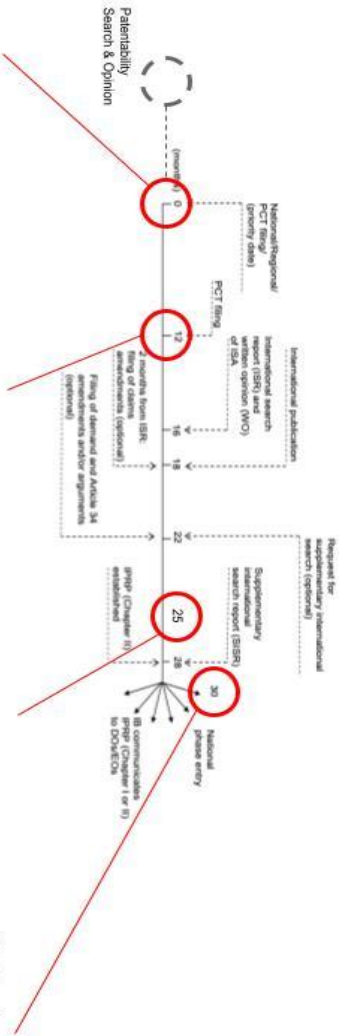 Patentability
Search & Opinion
(months)
0
National/Regional/
PCT filing/
(priority date)
12
PCT filing
16
International search
report (ISR) and
written opinion (WO)
of ISA
18
International publication
2 months from ISR:
filing of claims
amendments (optional)
22
Request for
supplementary international
search (optional)
Filing of demand and Article 34
amendments and/or arguments
(optional)
25
28
Supplementary
international
search report (SISR)
IPRP (Chapter II)
established
30
National
phase entry
IB communicates
IPRP (Chapter I or II)
to DOs/EOs